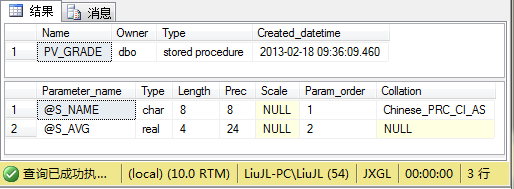 结果 消息
Name Owner Type Created_datetime
1 PV_GRADE dbo stored procedure 2013-02-18 09:36:09.460
Parameter_name Type Length Prec Scale Param_order Collation
1 @S_NAME char 8 8 NULL 1 Chinese_PRC_CI_AS
2 @S_AVG real 4 24 NULL 2 NULL
查询已成功执... (local) (10.0 RTM) LiuJL-PC\LiuJL (54) JXGL 00:00:00 3 行